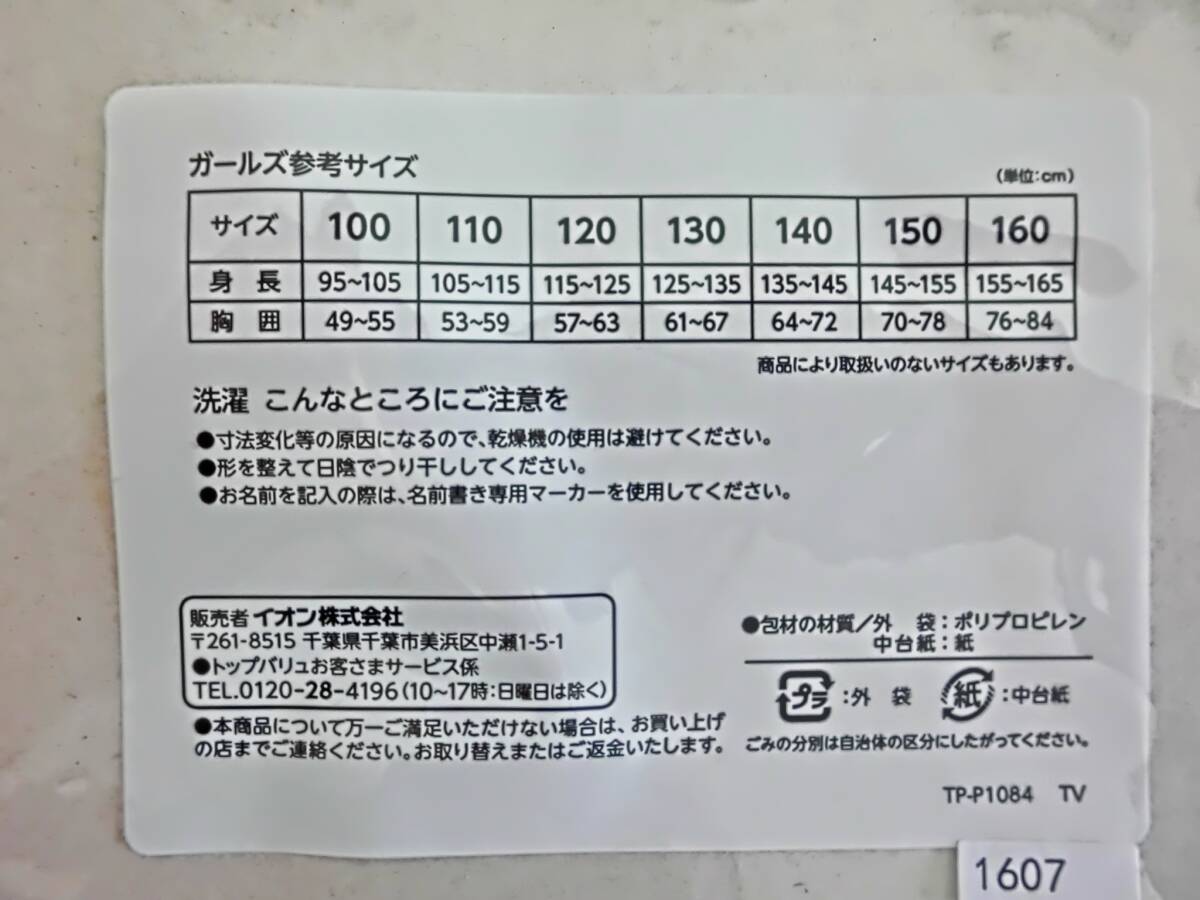 ガールズ参考サイズ
（単位：cm）
サイズ 100 110 120 130 140 150 160
身長 95~105 105~115 115~125 125~135 135~145 145~155 155~165
胸囲 49~55 53~59 57~63 61~67 64~72 70~78 76~84
商品により取扱いのないサイズもあります。
洗濯 こんなところにご注意を
●寸法変化等の原因になるので、乾燥機の使用は避けてください。
●形を整えて日陰でつり干ししてください。
●お名前を記入の際は、名前書き専用マーカーを使用してください。
販売者 イオン株式会社
〒261-8515 千葉県千葉市美浜区中瀬1-5-1
●トップバリュお客さまサービス係
TEL.0120-28-4196（10~17時：日曜日は除く）
●本商品について万一ご満足いただけない場合は、お買い上げ
の店までご連絡ください。お取り替えまたはご返金いたします。
●包材の材質／外 袋：ポリプロピレン
中台紙：紙
プラ：外 袋 紙：中台紙
ごみの分別は自治体の区分にしたがってください。
TP-P1084 TV
1607